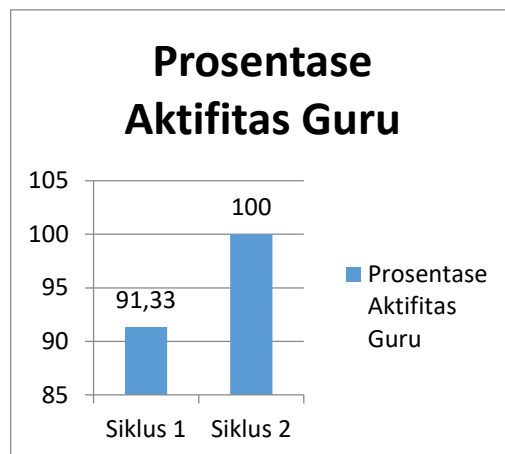 Prosentase
Aktifitas Guru
105
100
95
90
85
91,33
100
Siklus 1
Siklus 2
Prosentase
Aktifitas
Guru